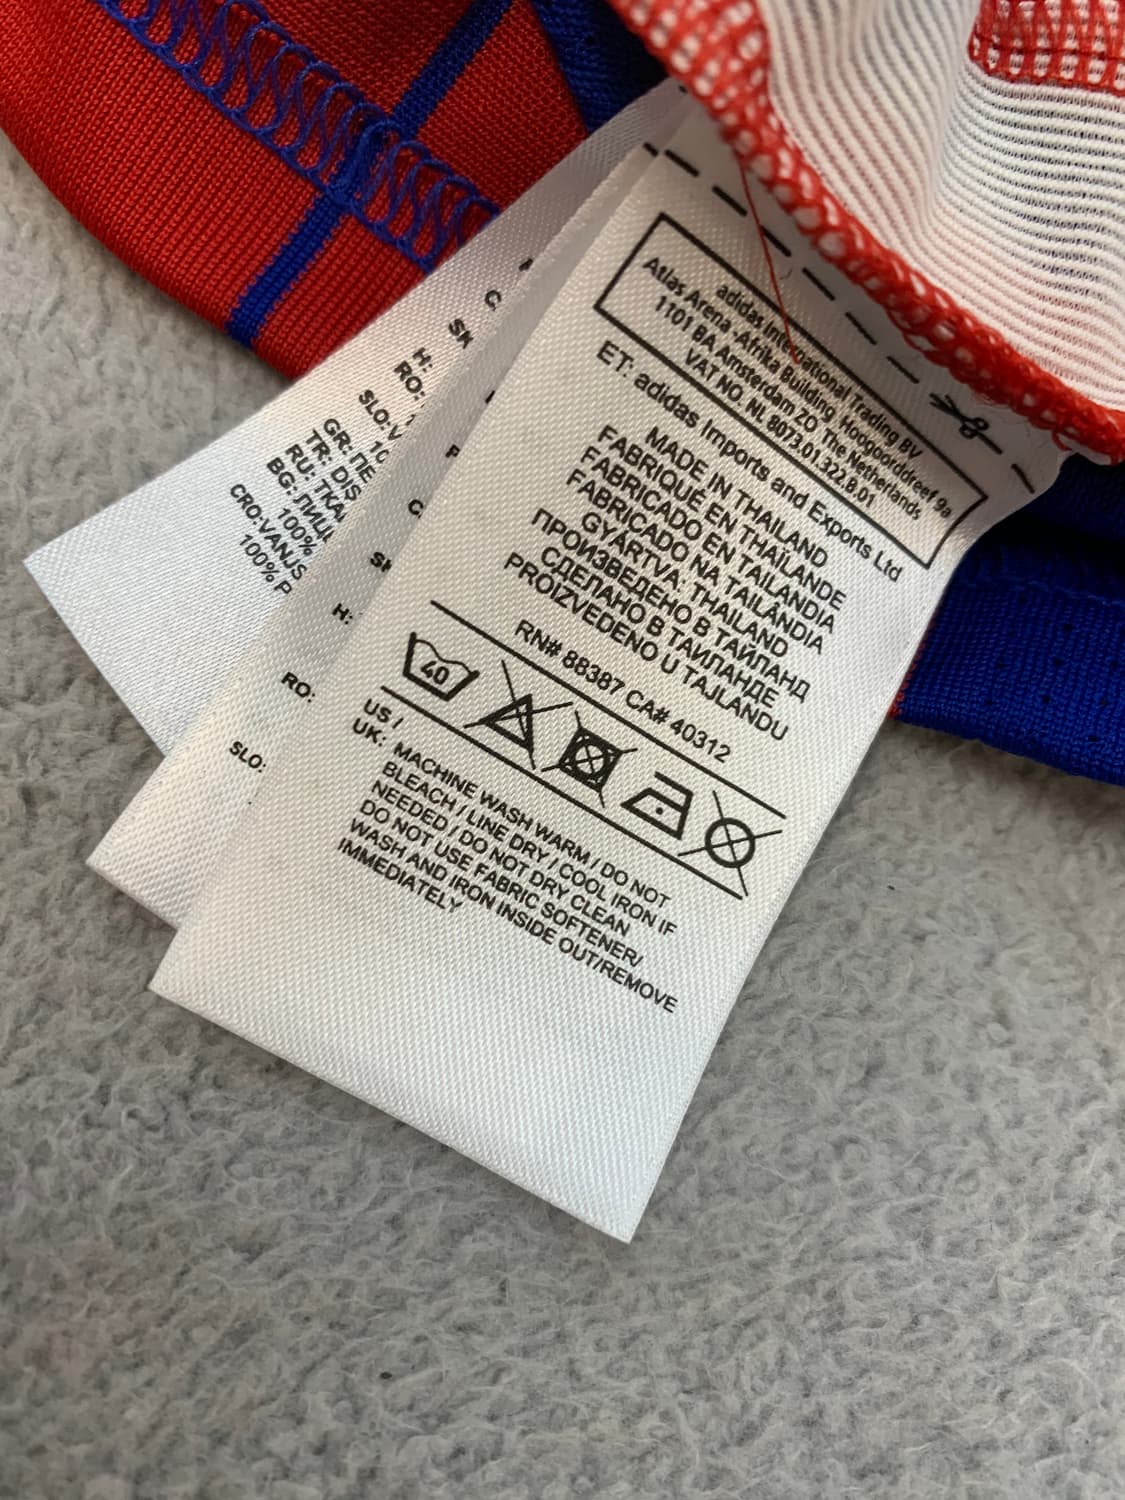 adidas International Trading BV
Atlas Arena -Afrika Building, Hoogoorddreef 9a
1101 BA Amsterdam ZO, The Netherlands
VAT NO. NL 8073.01.322.B.01
ET: adidas Imports and Exports Ltd
MADE IN THAILAND
FABRIQUÉ EN THAÏLANDE
FABRICADO EN TAILANDIA
FABRICADO NA TAILÂNDIA
GYÁRTVA: THAILAND
ПРОИЗВЕДЕНО В ТАЙЛАНД
СДЕЛАНО В ТАИЛАНДЕ
PROIZVEDENO U TAJLANDU
RN# 88387 CA# 40312
40
US /
UK: MACHINE WASH WARM / DO NOT
BLEACH / LINE DRY / COOL IRON IF
NEEDED / DO NOT DRY CLEAN
DO NOT USE FABRIC SOFTENER/
WASH AND IRON INSIDE OUT/REMOVE
IMMEDIATELY
H:
RO:
SLO:
H:
RO:
SLO:
GR:
TR:
RU:
BG:
100%
CRO:
100%